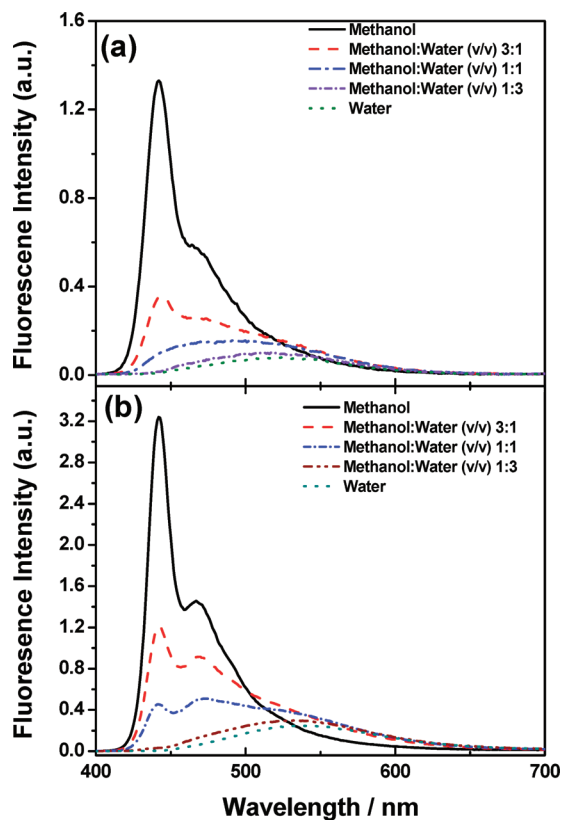 (a)
Methanol
Methanol:Water (v/v) 3:1
Methanol:Water (v/v) 1:1
Methanol:Water (v/v) 1:3
Water
Fluorescene Intensity (a.u.)
1.6
1.2
0.8
0.4
0.0
(b)
Methanol
Methanol:Water (v/v) 3:1
Methanol:Water (v/v) 1:1
Methanol:Water (v/v) 1:3
Water
Fluoresence Intensity (a.u.)
3.2
2.8
2.4
2.0
1.6
1.2
0.8
0.4
0.0
400 500 600 700
Wavelength / nm